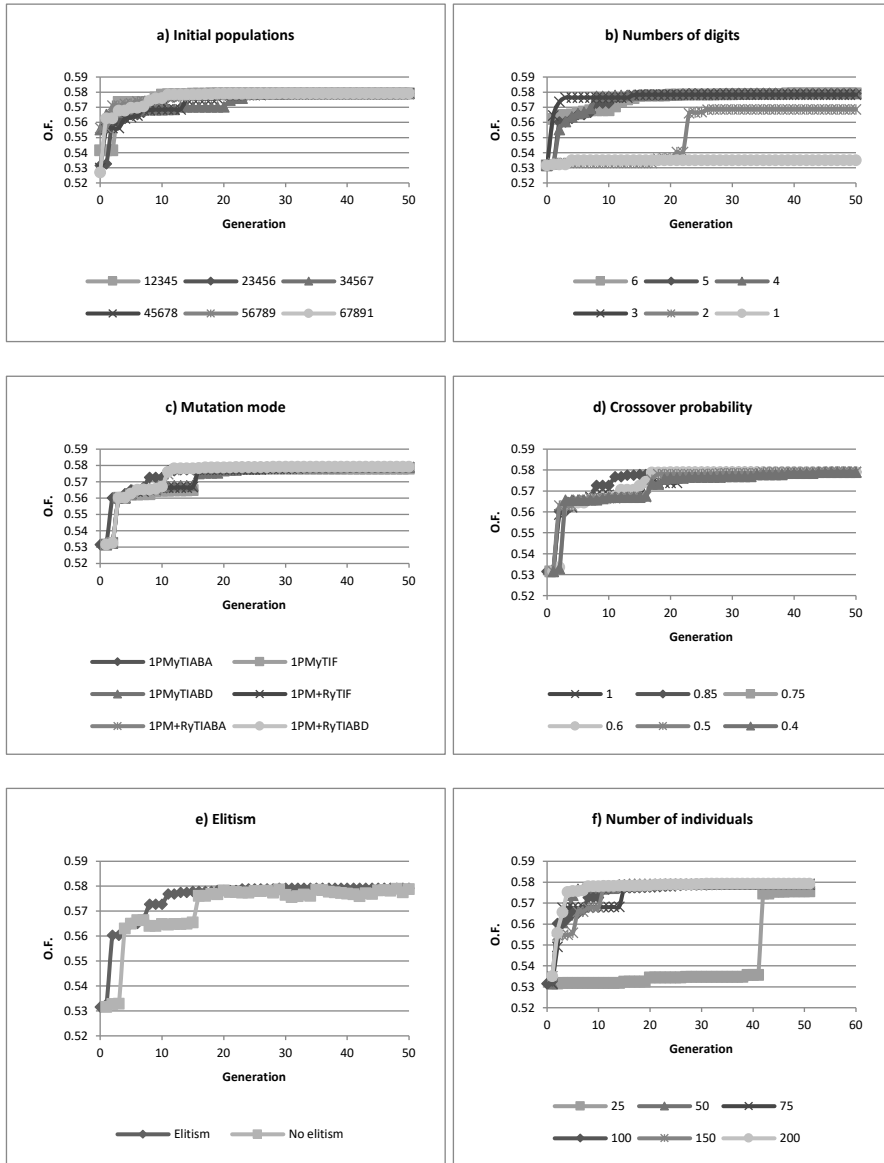 a) Initial populations
0.59
0.58
0.57
0.56
0.55
0.54
0.53
0.52
O.F.
0 10 20 30 40 50
Generation
12345 23456 34567
45678 56789 67891
b) Numbers of digits
0.59
0.58
0.57
0.56
0.55
0.54
0.53
0.52
O.F.
0 10 20 30 40 50
Generation
6 5 4
3 2 1
c) Mutation mode
0.59
0.58
0.57
0.56
0.55
0.54
0.53
0.52
O.F.
0 10 20 30 40 50
Generation
1PMyTIABA 1PMyTIF
1PMyTIABD 1PM+RyTIF
1PM+RyTIABA 1PM+RyTIABD
d) Crossover probability
0.59
0.58
0.57
0.56
0.55
0.54
0.53
0.52
O.F.
0 10 20 30 40 50
Generation
1 0.85 0.75
0.6 0.5 0.4
e) Elitism
0.59
0.58
0.57
0.56
0.55
0.54
0.53
0.52
O.F.
0 10 20 30 40 50
Generation
Elitism No elitism
f) Number of individuals
0.59
0.58
0.57
0.56
0.55
0.54
0.53
0.52
O.F.
0 10 20 30 40 50 60
Generation
25 50 75
100 150 200